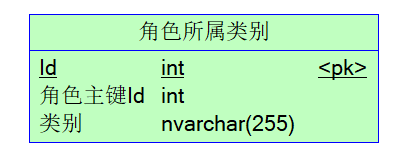 角色所属类别
Id int <pk>
角色主键Id int
类别 nvarchar(255)